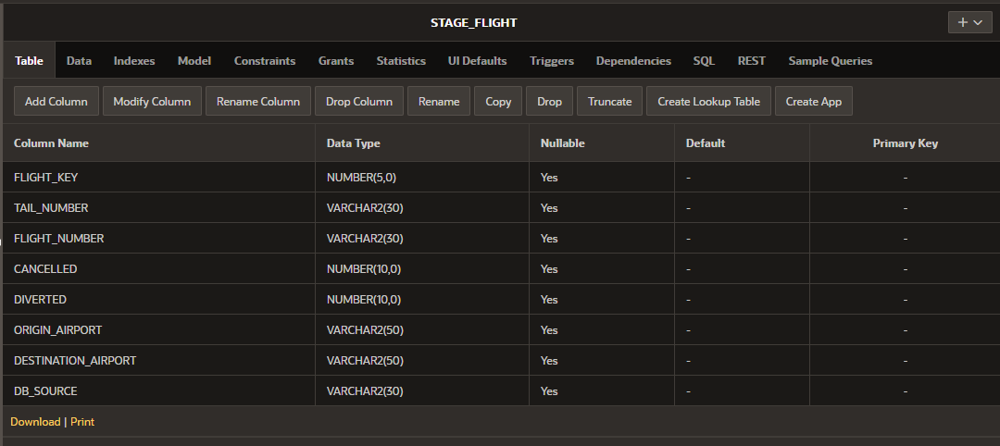 STAGE_FLIGHT
Table Data Indexes Model Constraints Grants Statistics UI Defaults Triggers Dependencies SQL REST Sample Queries
Add Column Modify Column Rename Column Drop Column Rename Copy Drop Truncate Create Lookup Table Create App
Column Name Data Type Nullable Default Primary Key
FLIGHT_KEY NUMBER(5,0) Yes - -
TAIL_NUMBER VARCHAR2(30) Yes - -
FLIGHT_NUMBER VARCHAR2(30) Yes - -
CANCELLED NUMBER(10,0) Yes - -
DIVERTED NUMBER(10,0) Yes - -
ORIGIN_AIRPORT VARCHAR2(50) Yes - -
DESTINATION_AIRPORT VARCHAR2(50) Yes - -
DB_SOURCE VARCHAR2(30) Yes - -
Download | Print